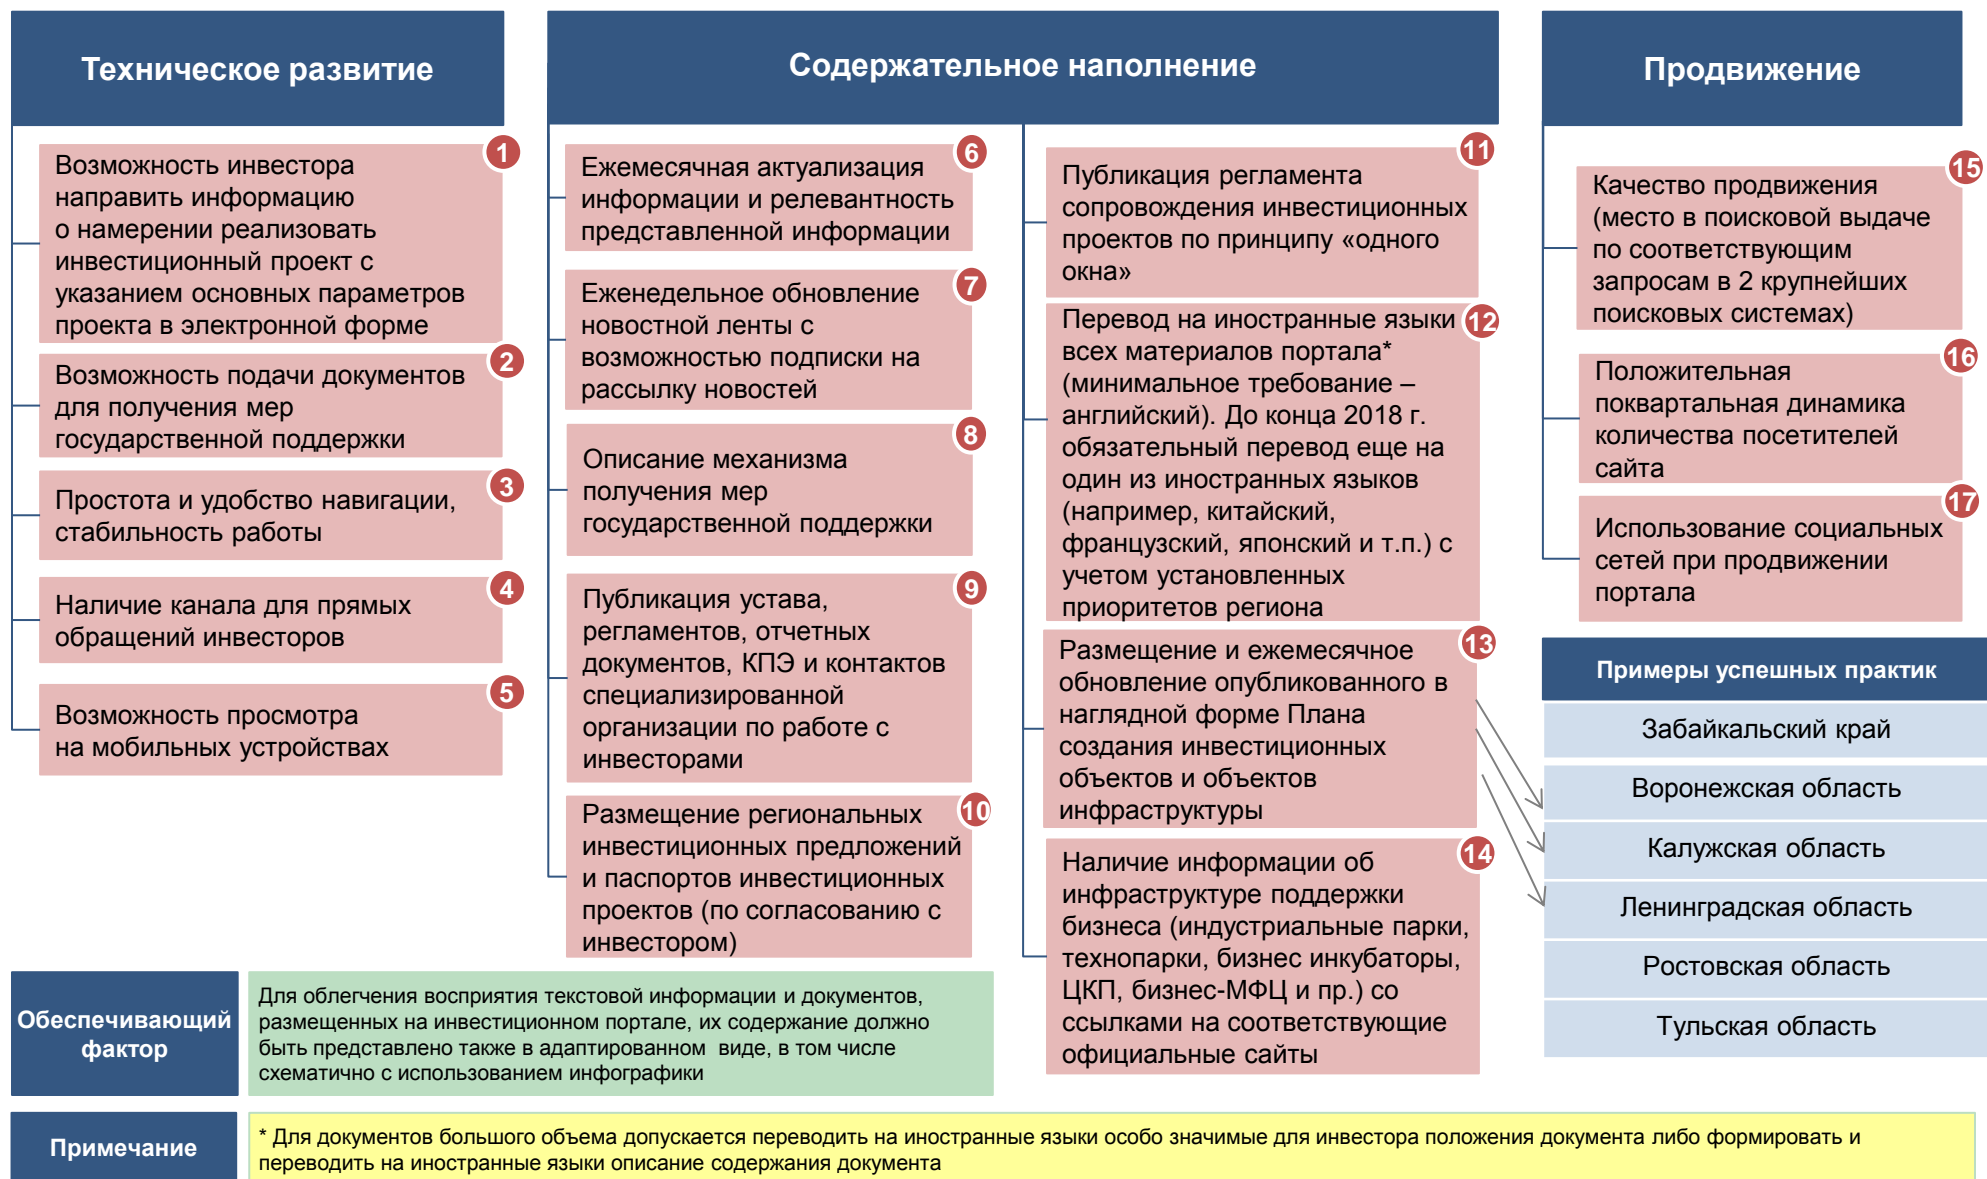 Техническое развитие
1
Возможность инвестора
направить информацию
о намерении реализовать
инвестиционный проект с
указанием основных параметров
проекта в электронной форме
2
Возможность подачи документов
для получения мер
государственной поддержки
3
Простота и удобство навигации,
стабильность работы
4
Наличие канала для прямых
обращений инвесторов
5
Возможность просмотра
на мобильных устройствах
Содержательное наполнение
6
Ежемесячная актуализация
информации и релевантность
представленной информации
7
Еженедельное обновление
новостной ленты с
возможностью подписки на
рассылку новостей
8
Описание механизма
получения мер
государственной поддержки
9
Публикация устава,
регламентов, отчетных
документов, КПЭ и контактов
специализированной
организации по работе с
инвесторами
10
Размещение региональных
инвестиционных предложений
и паспортов инвестиционных
проектов (по согласованию с
инвестором)
11
Публикация регламента
сопровождения инвестиционных
проектов по принципу «одного
окна»
12
Перевод на иностранные языки
всех материалов портала*
(минимальное требование –
английский). До конца 2018 г.
обязательный перевод еще на
один из иностранных языков
(например, китайский,
французский, японский и т.п.) с
учетом установленных
приоритетов региона
13
Размещение и ежемесячное
обновление опубликованного в
наглядной форме Плана
создания инвестиционных
объектов и объектов
инфраструктуры
14
Наличие информации об
инфраструктуре поддержки
бизнеса (индустриальные парки,
технопарки, бизнес инкубаторы,
ЦКП, бизнес-МФЦ и пр.) со
ссылками на соответствующие
официальные сайты
Продвижение
15
Качество продвижения
(место в поисковой выдаче
по соответствующим
запросам в 2 крупнейших
поисковых системах)
16
Положительная
поквартальная динамика
количества посетителей
сайта
17
Использование социальных
сетей при продвижении
портала
Примеры успешных практик
Забайкальский край
Воронежская область
Калужская область
Ленинградская область
Ростовская область
Тульская область
Обеспечивающий
фактор
Для облегчения восприятия текстовой информации и документов,
размещенных на инвестиционном портале, их содержание должно
быть представлено также в адаптированном виде, в том числе
схематично с использованием инфографики
Примечание
* Для документов большого объема допускается переводить на иностранные языки особо значимые для инвестора положения документа либо формировать и
переводить на иностранные языки описание содержания документа